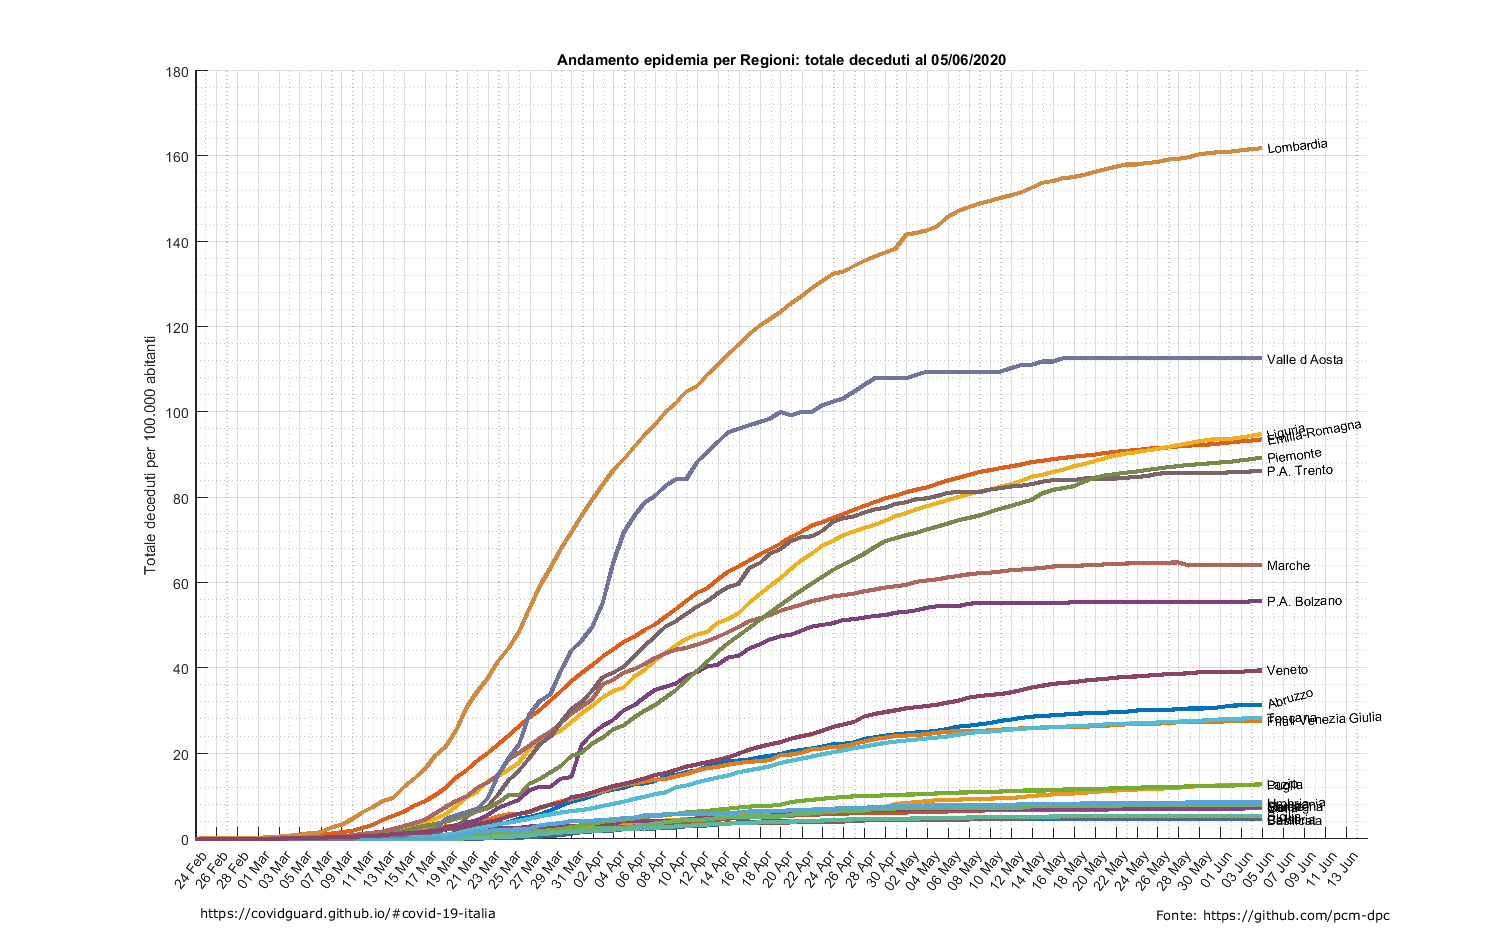 Andamento epidemia per Regioni: totale deceduti al 05/06/2020
Totale deceduti per 100.000 abitanti
180
160
140
120
100
80
60
40
20
0
Lombardia
Valle d Aosta
Liguria
Emilia-Romagna
Piemonte
P.A. Trento
Marche
P.A. Bolzano
Veneto
Abruzzo
Toscana
Friuli Venezia Giulia
24 Feb
26 Feb
28 Feb
01 Mar
03 Mar
05 Mar
07 Mar
09 Mar
11 Mar
13 Mar
15 Mar
17 Mar
19 Mar
21 Mar
23 Mar
25 Mar
27 Mar
29 Mar
31 Mar
02 Apr
04 Apr
06 Apr
08 Apr
10 Apr
12 Apr
14 Apr
16 Apr
18 Apr
20 Apr
22 Apr
24 Apr
26 Apr
28 Apr
30 Apr
02 May
04 May
06 May
08 May
10 May
12 May
14 May
16 May
18 May
20 May
22 May
24 May
26 May
28 May
30 May
01 Jun
03 Jun
05 Jun
07 Jun
09 Jun
11 Jun
13 Jun
https://covidguard.github.io/#covid-19-italia
Fonte: https://github.com/pcm-dpc